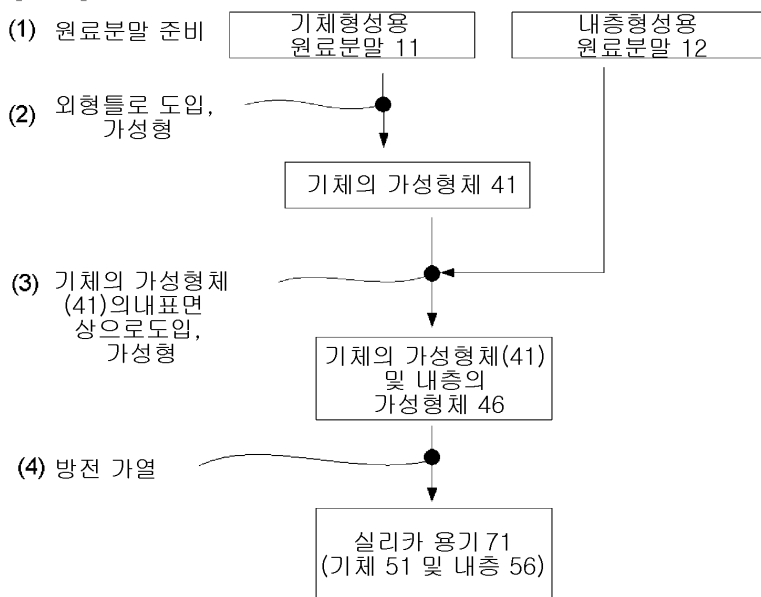 (1) 원료분말 준비
기체형성용
원료분말 11
내층형성용
원료분말 12
(2) 외형틀로 도입,
가성형
기체의 가성형체 41
(3) 기체의 가성형체
(41)의내표면
상으로도입,
가성형
기체의 가성형체(41)
및 내층의
가성형체 46
(4) 방전 가열
실리카 용기 71
(기체 51 및 내층 56)